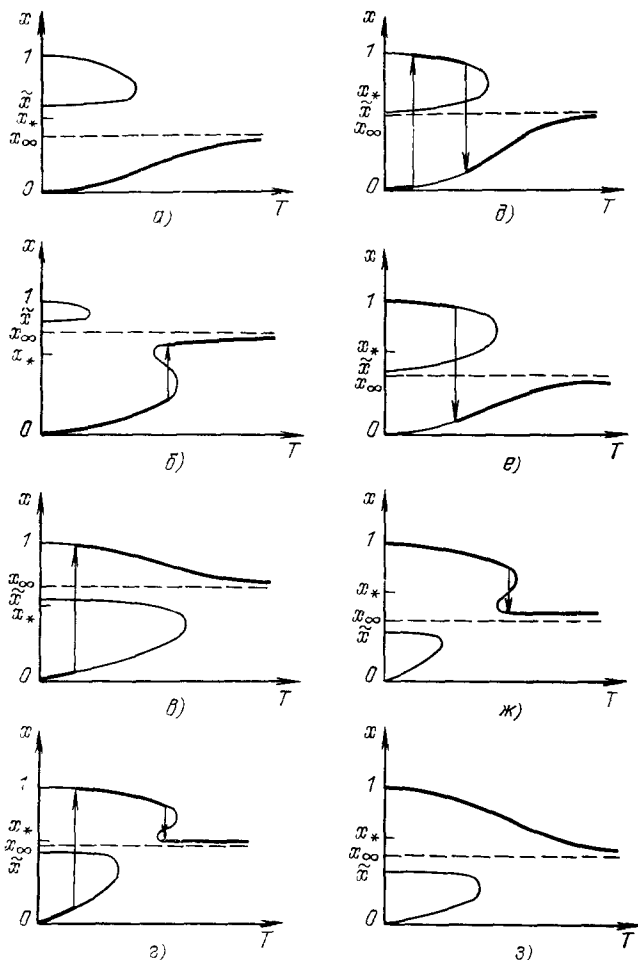 x
1
x̃
x*
x∞
0
T
а)
x
1
x*
x̃
x∞
0
T
д)
x
1
x̃
x∞
x*
0
T
б)
x
1
x*
x̃
x∞
0
T
е)
x
1
x∞
x̃
x*
0
T
в)
x
1
x*
x∞
x̃
0
T
ж)
x
1
x*
x∞
x̃
0
T
г)
x
1
x*
x∞
x̃
0
T
з)